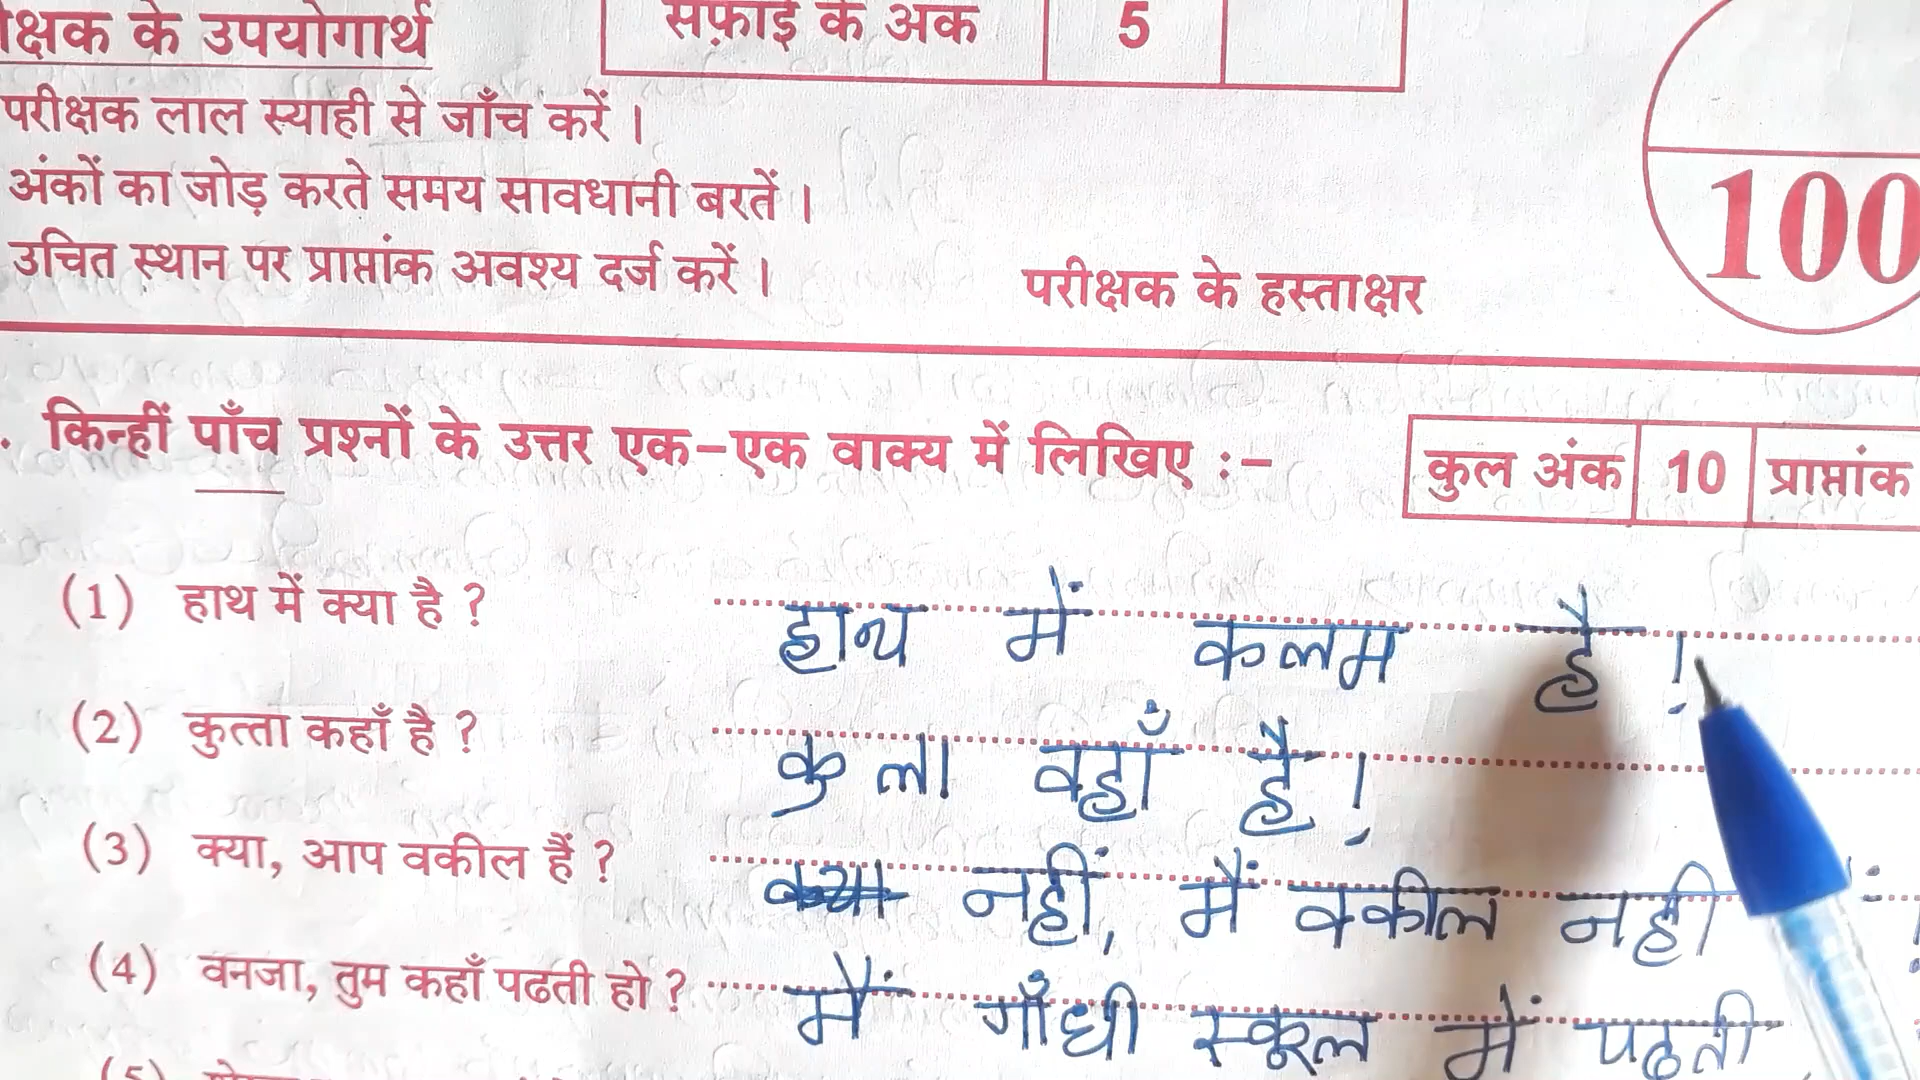 क्षक के उपयोगार्थ
सफ़ाई के अंक 5
परीक्षक लाल स्याही से जाँच करें ।
अंकों का जोड़ करते समय सावधानी बरतें ।
उचित स्थान पर प्राप्तांक अवश्य दर्ज करें ।
परीक्षक के हस्ताक्षर
100
. किन्हीं पाँच प्रश्नों के उत्तर एक-एक वाक्य में लिखिए :-
कुल अंक 10 प्राप्तांक
(1) हाथ में क्या है ? हाथ में कलम है !
(2) कुत्ता कहाँ है ? कुत्ता वहाँ है !
(3) क्या, आप वकील हैं ? नहीं, मैं वकील नही
(4) वनजा, तुम कहाँ पढती हो ? मैं गाँधी स्कूल में पढती
(5)